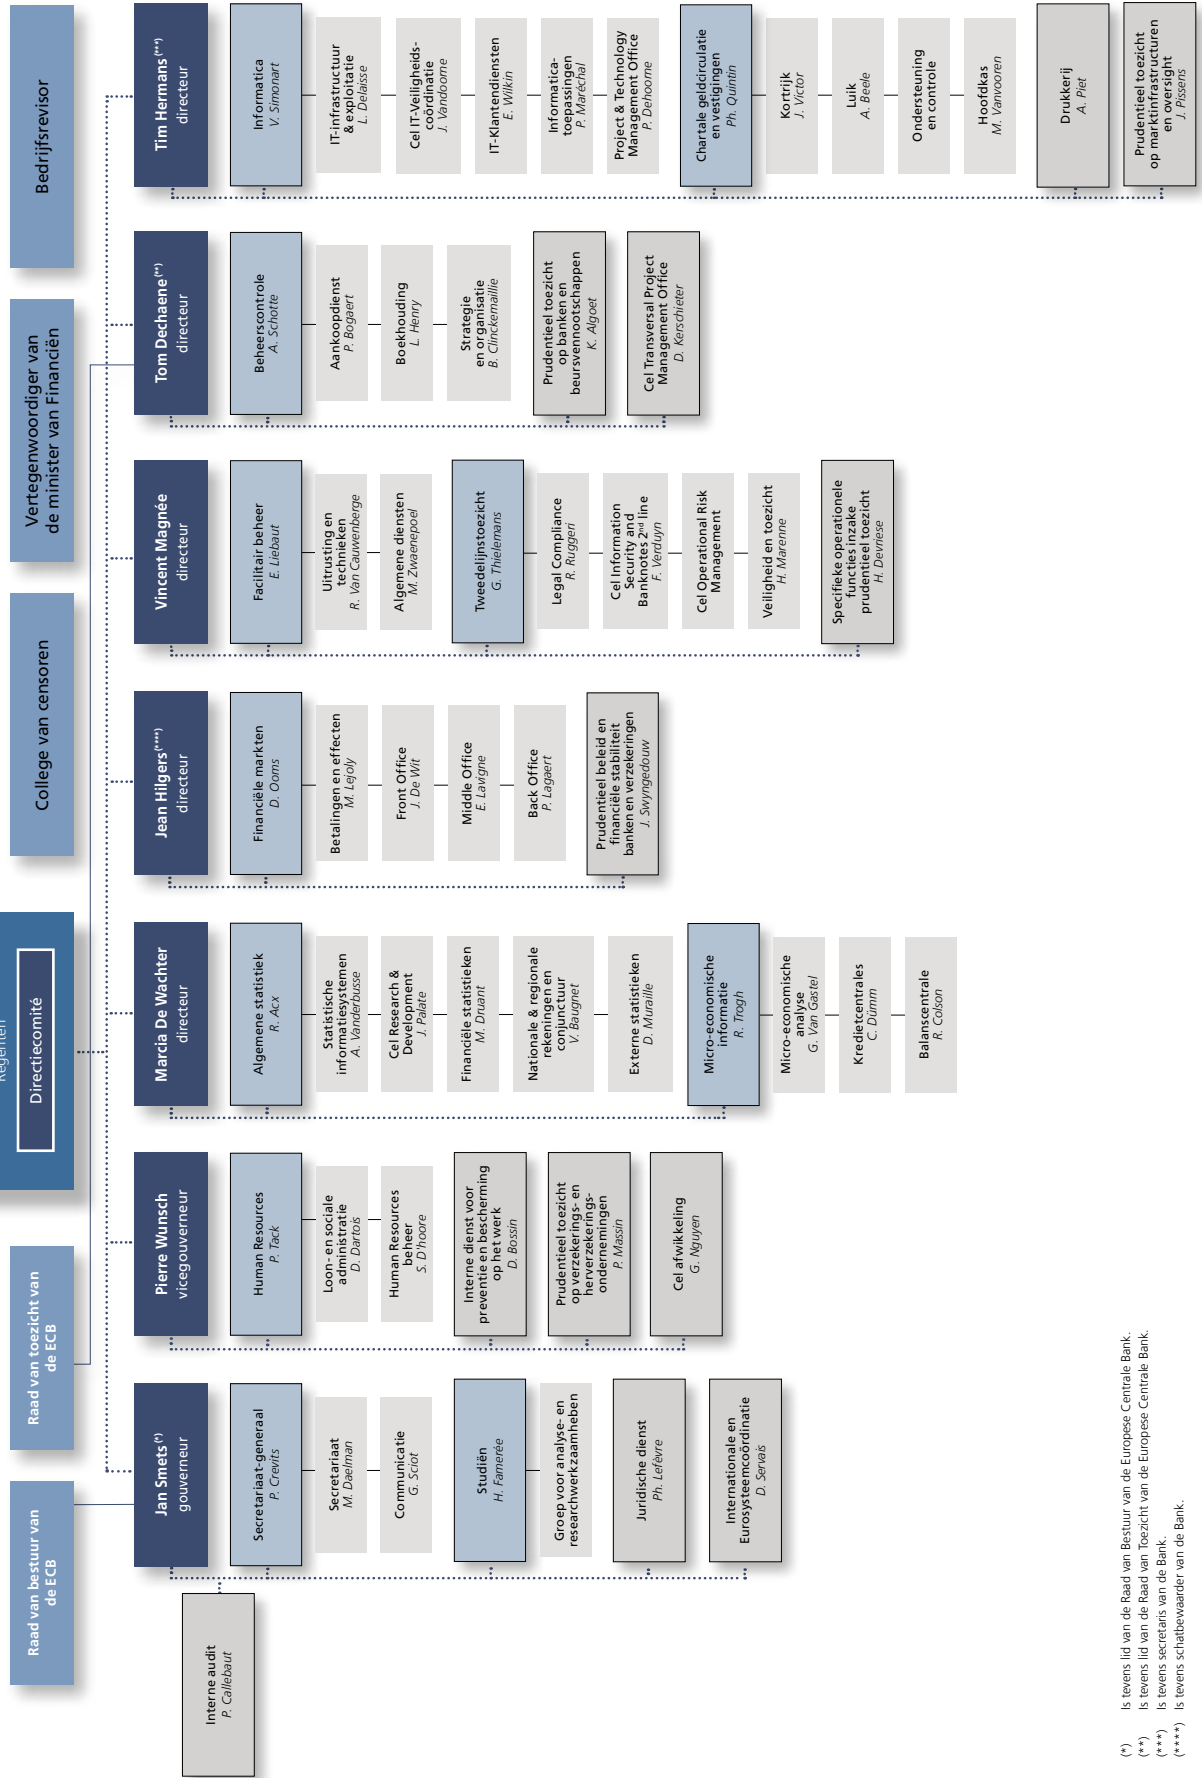 Raad van bestuur van
de ECB
Raad van toezicht van
de ECB
Regenten
Directiecomité
College van censoren
Vertegenwoordiger van
de minister van Financiën
Bedrijfsrevisor
Interne audit
P. Callebaut
Jan Smets (*)
gouverneur
Secretariaat-generaal
P. Crevits
Secretariaat
M. Daelman
Communicatie
G. Sciot
Studiën
H. Famerée
Groep voor analyse- en
researchwerkzaamheben
Juridische dienst
Ph. Lefèvre
Internationale en
Eurosysteemcoördinatie
D. Servais
Pierre Wunsch
vicegouverneur
Human Resources
P. Tack
Loon- en sociale
administratie
D. Dartois
Human Resources
beheer
S. D'hoore
Interne dienst voor
preventie en bescherming
op het werk
D. Bossin
Prudentieel toezicht
op verzekerings- en
herverzekerings-
ondernemingen
P. Massin
Cel afwikkeling
G. Nguyen
Marcia De Wachter
directeur
Algemene statistiek
R. Acx
Statistische
informatiesystemen
A. Vanderbusse
Cel Research &
Development
J. Palate
Financiële statistieken
M. Druant
Nationale & regionale
rekeningen en
conjunctuur
V. Baugnet
Externe statistieken
D. Muraille
Micro-economische
informatie
R. Trogh
Micro-economische
analyse
G. Van Gastel
Kredietcentrales
C. Dümm
Balanscentrale
R. Colson
Jean Hilgers (****)
directeur
Financiële markten
D. Ooms
Betalingen en effecten
M. Lejoly
Front Office
J. De Wit
Middle Office
E. Lavigne
Back Office
P. Lagaert
Prudentieel beleid en
financiële stabiliteit
banken en verzekeringen
J. Swyngedouw
Vincent Magnée
directeur
Facilitair beheer
E. Liebaut
Uitrusting en
technieken
R. Van Cauwenberge
Algemene diensten
M. Zwaenepoel
Tweedelijnstoezicht
G. Thielemans
Legal Compliance
R. Ruggeri
Cel Information
Security and
Banknotes 2nd line
F. Verduyn
Cel Operational Risk
Management
Veiligheid en toezicht
H. Marenne
Specifieke operationele
functies inzake
prudentieel toezicht
H. Devriese
Tom Dechaene (**)
directeur
Beheerscontrole
A. Schotte
Aankoopdienst
P. Bogaert
Boekhouding
L. Henry
Strategie
en organisatie
B. Clinckemaillie
Prudentieel toezicht
op banken en
beursvennootschappen
K. Algoet
Cel Transversal Project
Management Office
D. Kerschieter
Tim Hermans (***)
directeur
Informatica
V. Simonart
IT-infrastructuur
& exploitatie
L. Delaisse
Cel IT-Veiligheids-
coördinatie
J. Vandoorne
IT-Klantendiensten
E. Wilkin
Informatica-
toepassingen
P. Maréchal
Project & Technology
Management Office
P. Dehoorne
Chartale geldcirculatie
en vestigingen
Ph. Quintin
Kortrijk
J. Victor
Luik
A. Beele
Ondersteuning
en controle
Hoofdkas
M. Vanvooren
Drukkerij
A. Piet
Prudentieel toezicht
op marktinfrastructuren
en oversight
J. Pissens
(*) Is tevens lid van de Raad van Bestuur van de Europese Centrale Bank.
(**) Is tevens lid van de Raad van Toezicht van de Europese Centrale Bank.
(***) Is tevens secretaris van de Bank.
(****) Is tevens schatbewaarder van de Bank.